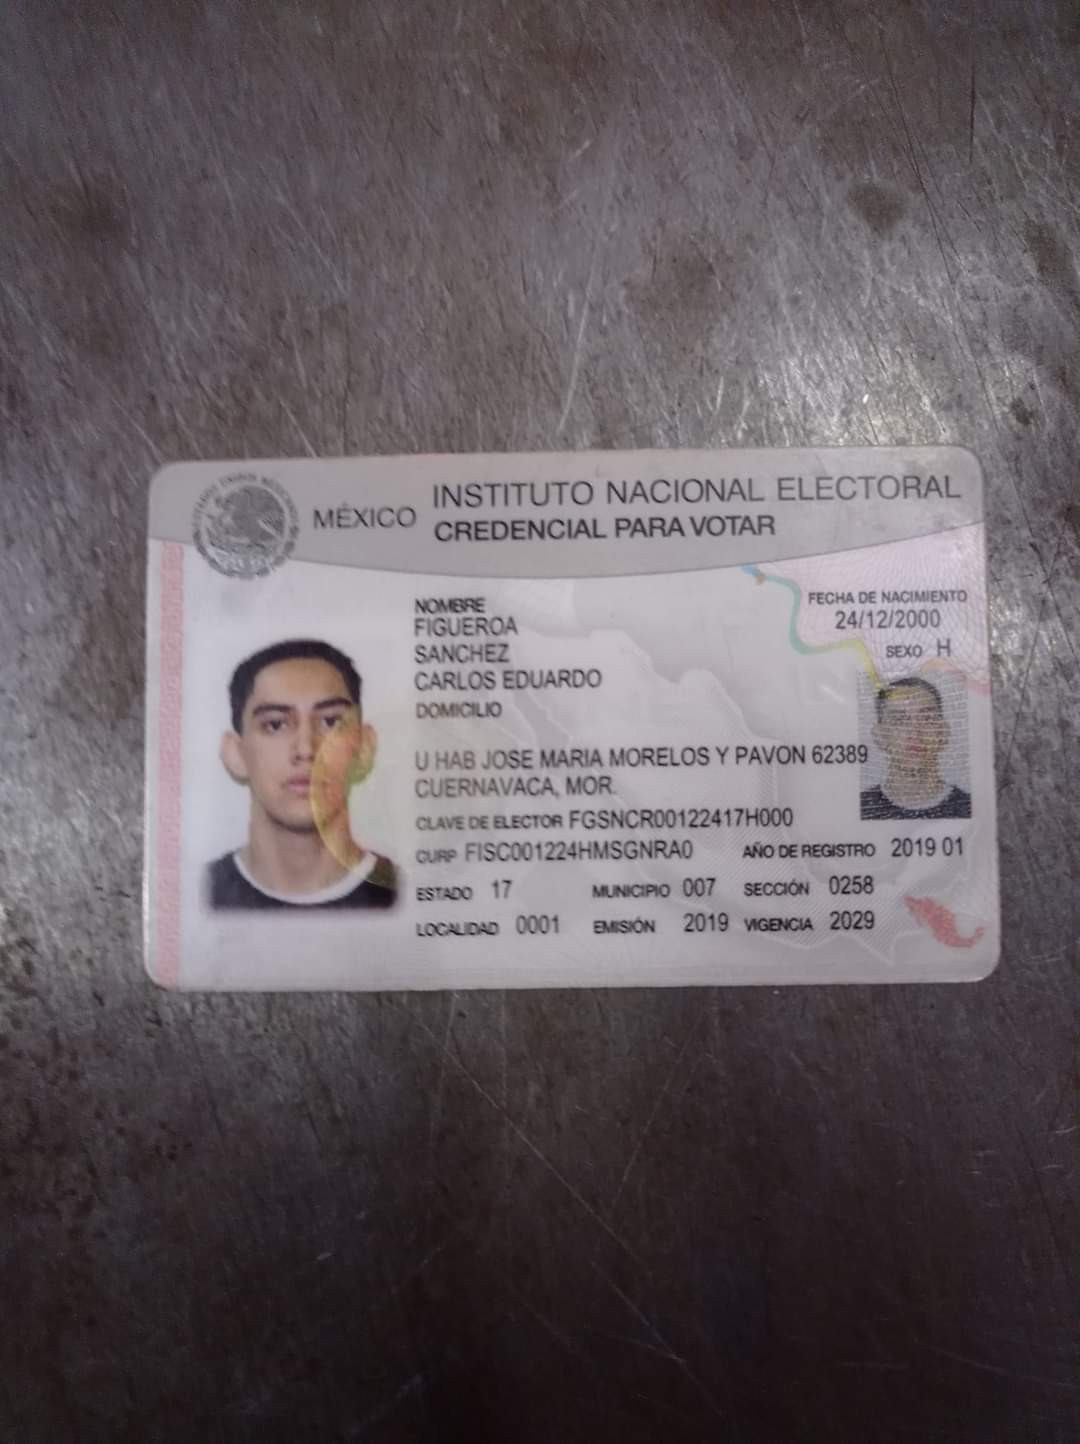 MÉXICO INSTITUTO NACIONAL ELECTORAL
CREDENCIAL PARA VOTAR
NOMBRE
FIGUEROA
SANCHEZ
CARLOS EDUARDO
FECHA DE NACIMIENTO
24/12/2000
SEXO H
DOMICILIO
U HAB JOSE MARIA MORELOS Y PAVON 62389
CUERNAVACA, MOR.
CLAVE DE ELECTOR FGSNCR00122417H000
CURP FISC001224HMSGNRA0 AÑO DE REGISTRO 2019 01
ESTADO 17 MUNICIPIO 007 SECCIÓN 0258
LOCALIDAD 0001 EMISIÓN 2019 VIGENCIA 2029